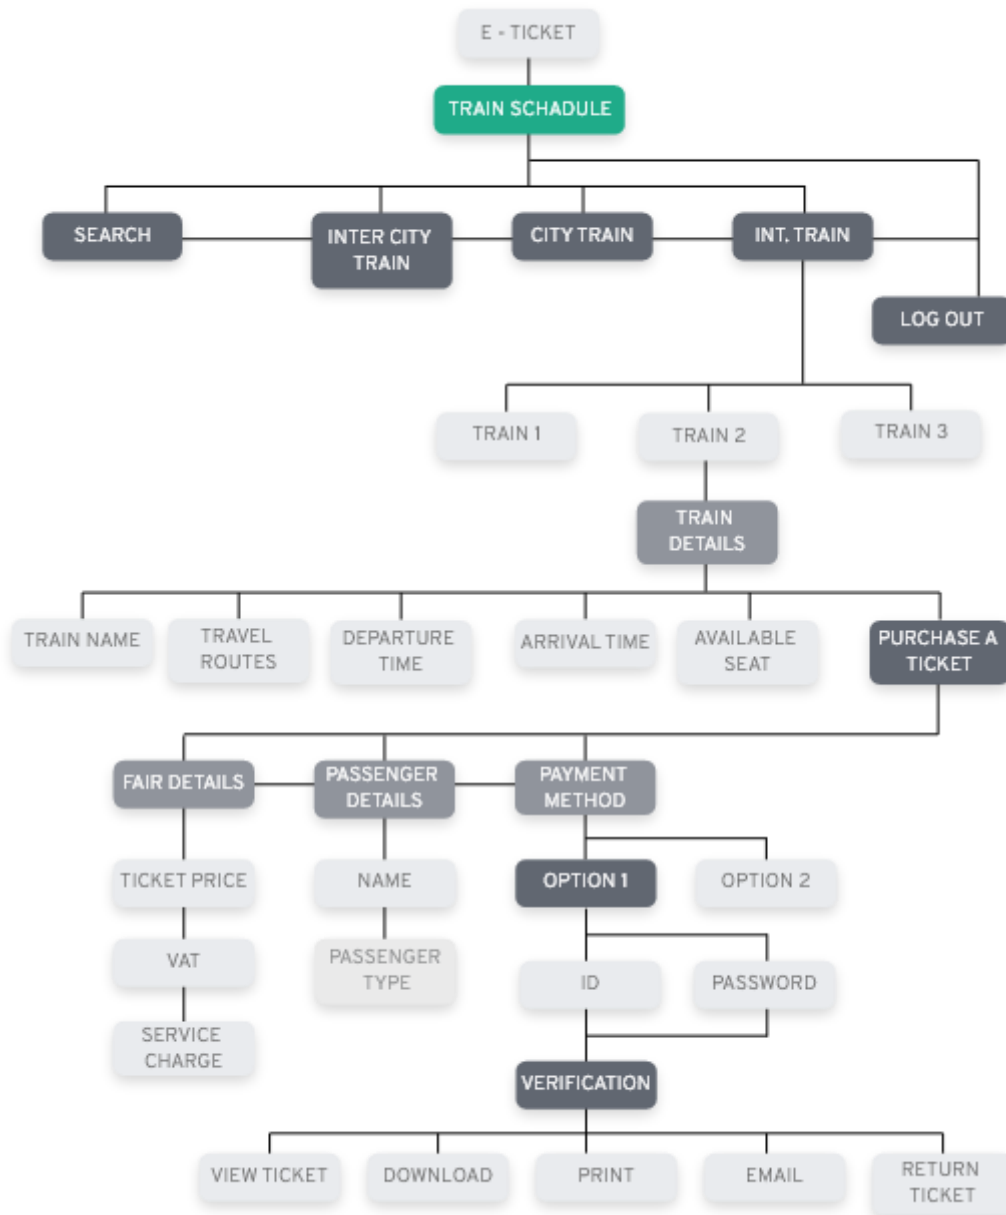 E - TICKET
TRAIN SCHADULE
SEARCH
INTER CITY
TRAIN
CITY TRAIN
INT. TRAIN
LOG OUT
TRAIN 1
TRAIN 2
TRAIN 3
TRAIN
DETAILS
TRAIN NAME
TRAVEL
ROUTES
DEPARTURE
TIME
ARRIVAL TIME
AVAILABLE
SEAT
PURCHASE A
TICKET
FAIR DETAILS
PASSENGER
DETAILS
PAYMENT
METHOD
TICKET PRICE
NAME
OPTION 1
OPTION 2
VAT
PASSENGER
TYPE
ID
PASSWORD
SERVICE
CHARGE
VERIFICATION
VIEW TICKET
DOWNLOAD
PRINT
EMAIL
RETURN
TICKET